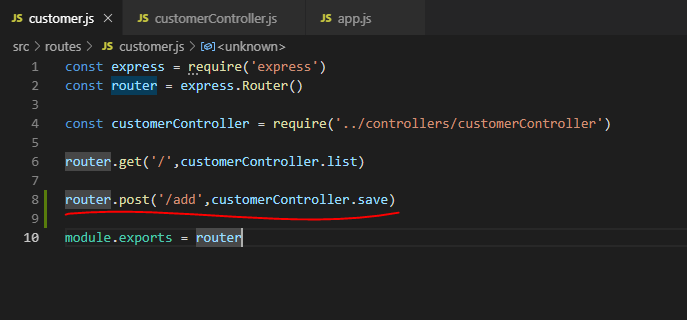 JS customer.js × JS customerController.js JS app.js
src > routes > JS customer.js > <unknown>
1 const express = require('express')
2 const router = express.Router()
3
4 const customerController = require('../controllers/customerController')
5
6 router.get('/',customerController.list)
7
8 router.post('/add',customerController.save)
9
10 module.exports = router